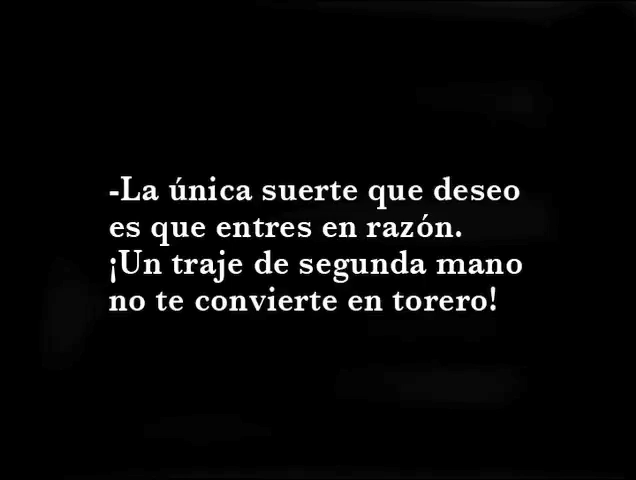 -La única suerte que deseo
es que entres en razón.
¡Un traje de segunda mano
no te convierte en torero!